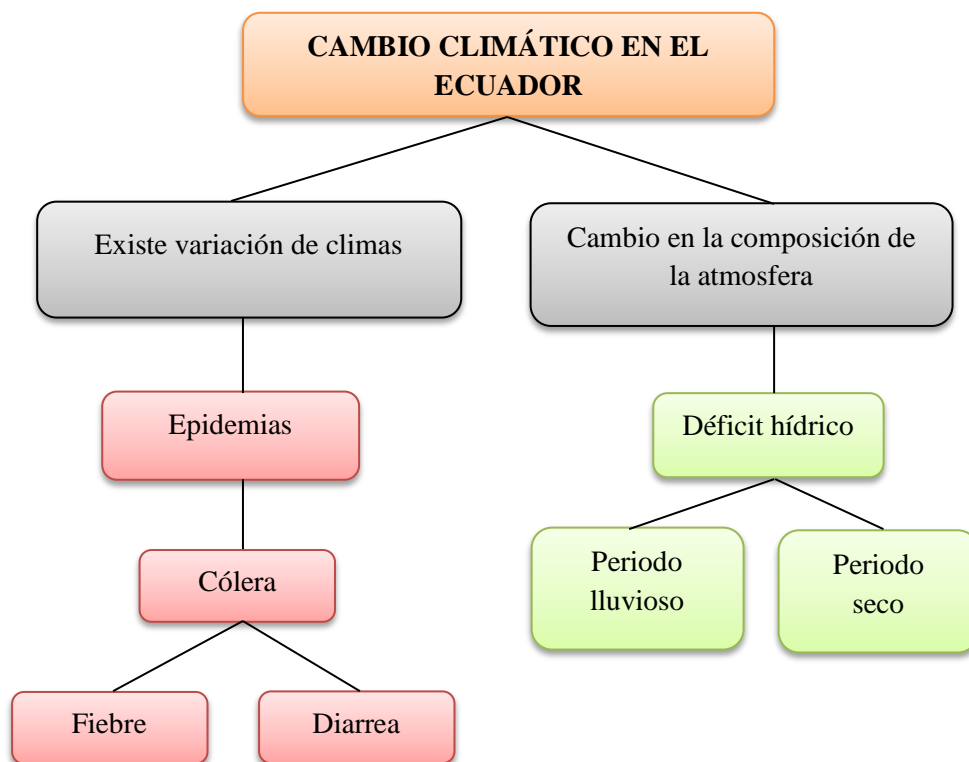 CAMBIO CLIMÁTICO EN EL
ECUADOR
Existe variación de climas
Cambio en la composición de
la atmosfera
Epidemias
Déficit hídrico
Cólera
Periodo
lluvioso
Periodo
seco
Fiebre
Diarrea